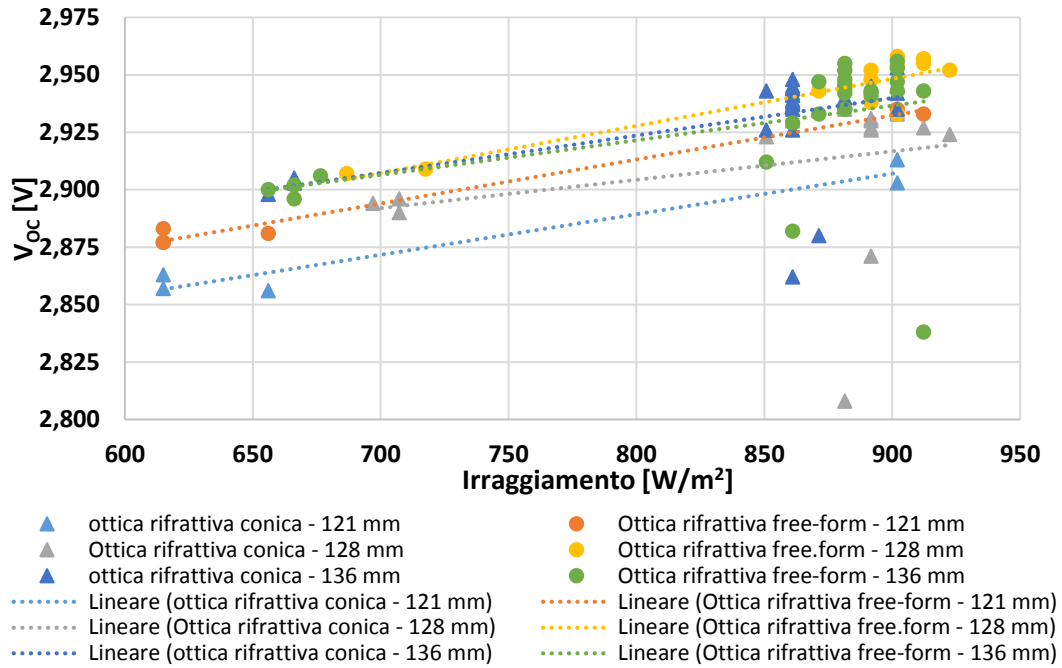 2,975
2,950
2,925
2,900
2,875
2,850
2,825
2,800
V_OC [V]
600 650 700 750 800 850 900 950
Irraggiamento [W/m²]
ottica rifrattiva conica - 121 mm
Ottica rifrattiva free-form - 121 mm
Ottica rifrattiva conica - 128 mm
Ottica rifrattiva free.form - 128 mm
ottica rifrattiva conica - 136 mm
Ottica rifrattiva free-form - 136 mm
Lineare (ottica rifrattiva conica - 121 mm)
Lineare (Ottica rifrattiva free-form - 121 mm)
Lineare (Ottica rifrattiva conica - 128 mm)
Lineare (Ottica rifrattiva free.form - 128 mm)
Lineare (ottica rifrattiva conica - 136 mm)
Lineare (Ottica rifrattiva free-form - 136 mm)